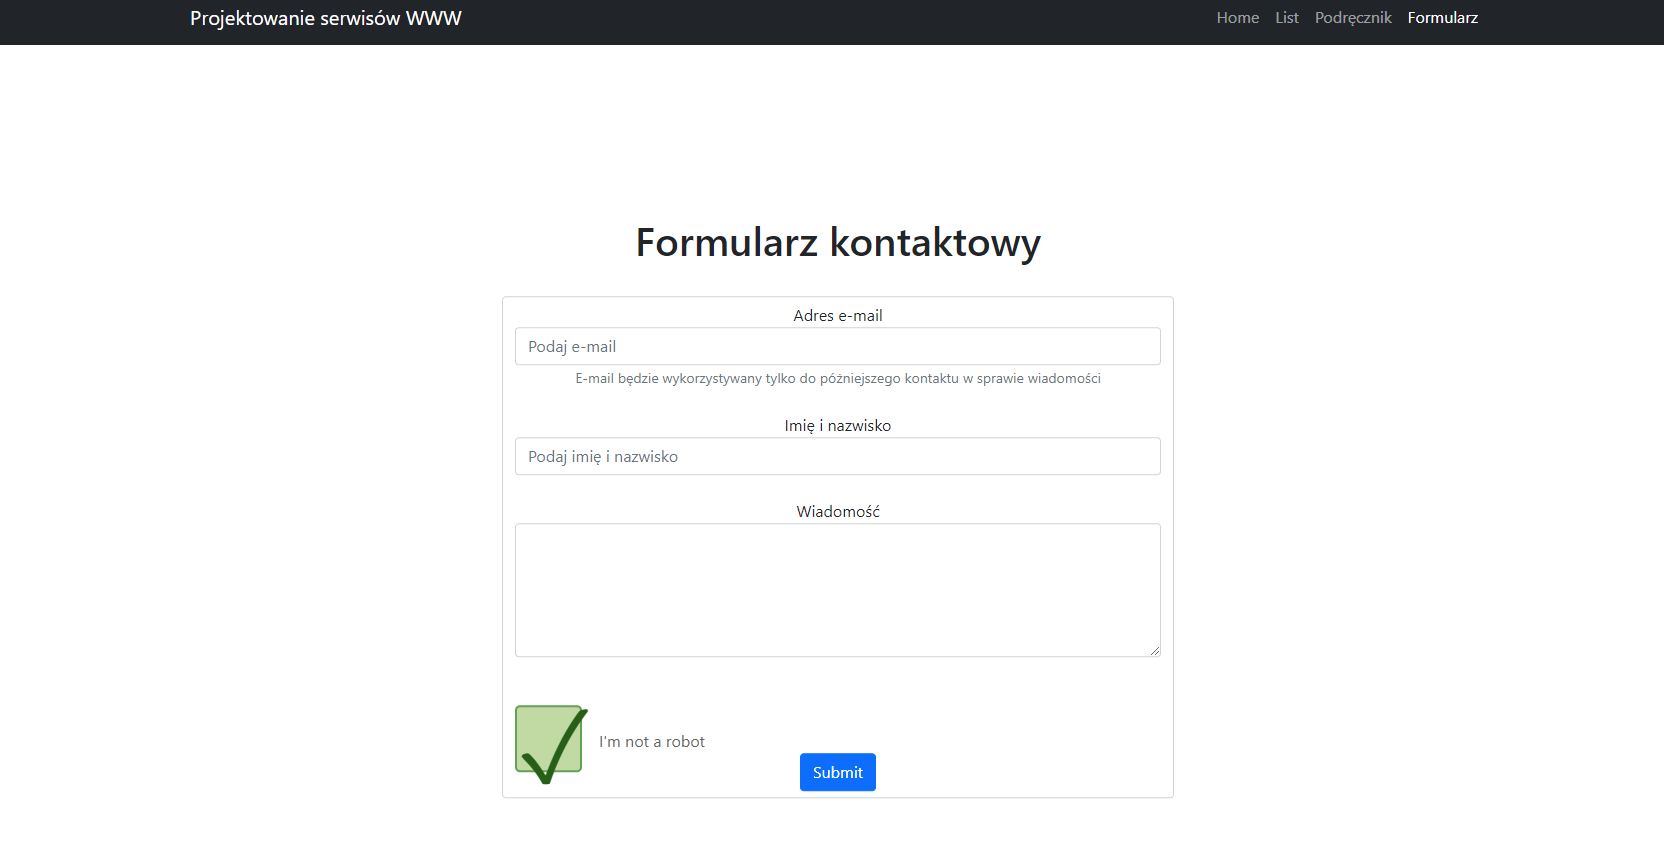 Projektowanie serwisów WWW
Home List Podręcznik Formularz
Formularz kontaktowy
Adres e-mail
Podaj e-mail
E-mail będzie wykorzystywany tylko do późniejszego kontaktu w sprawie wiadomości
Imię i nazwisko
Podaj imię i nazwisko
Wiadomość
I'm not a robot
Submit